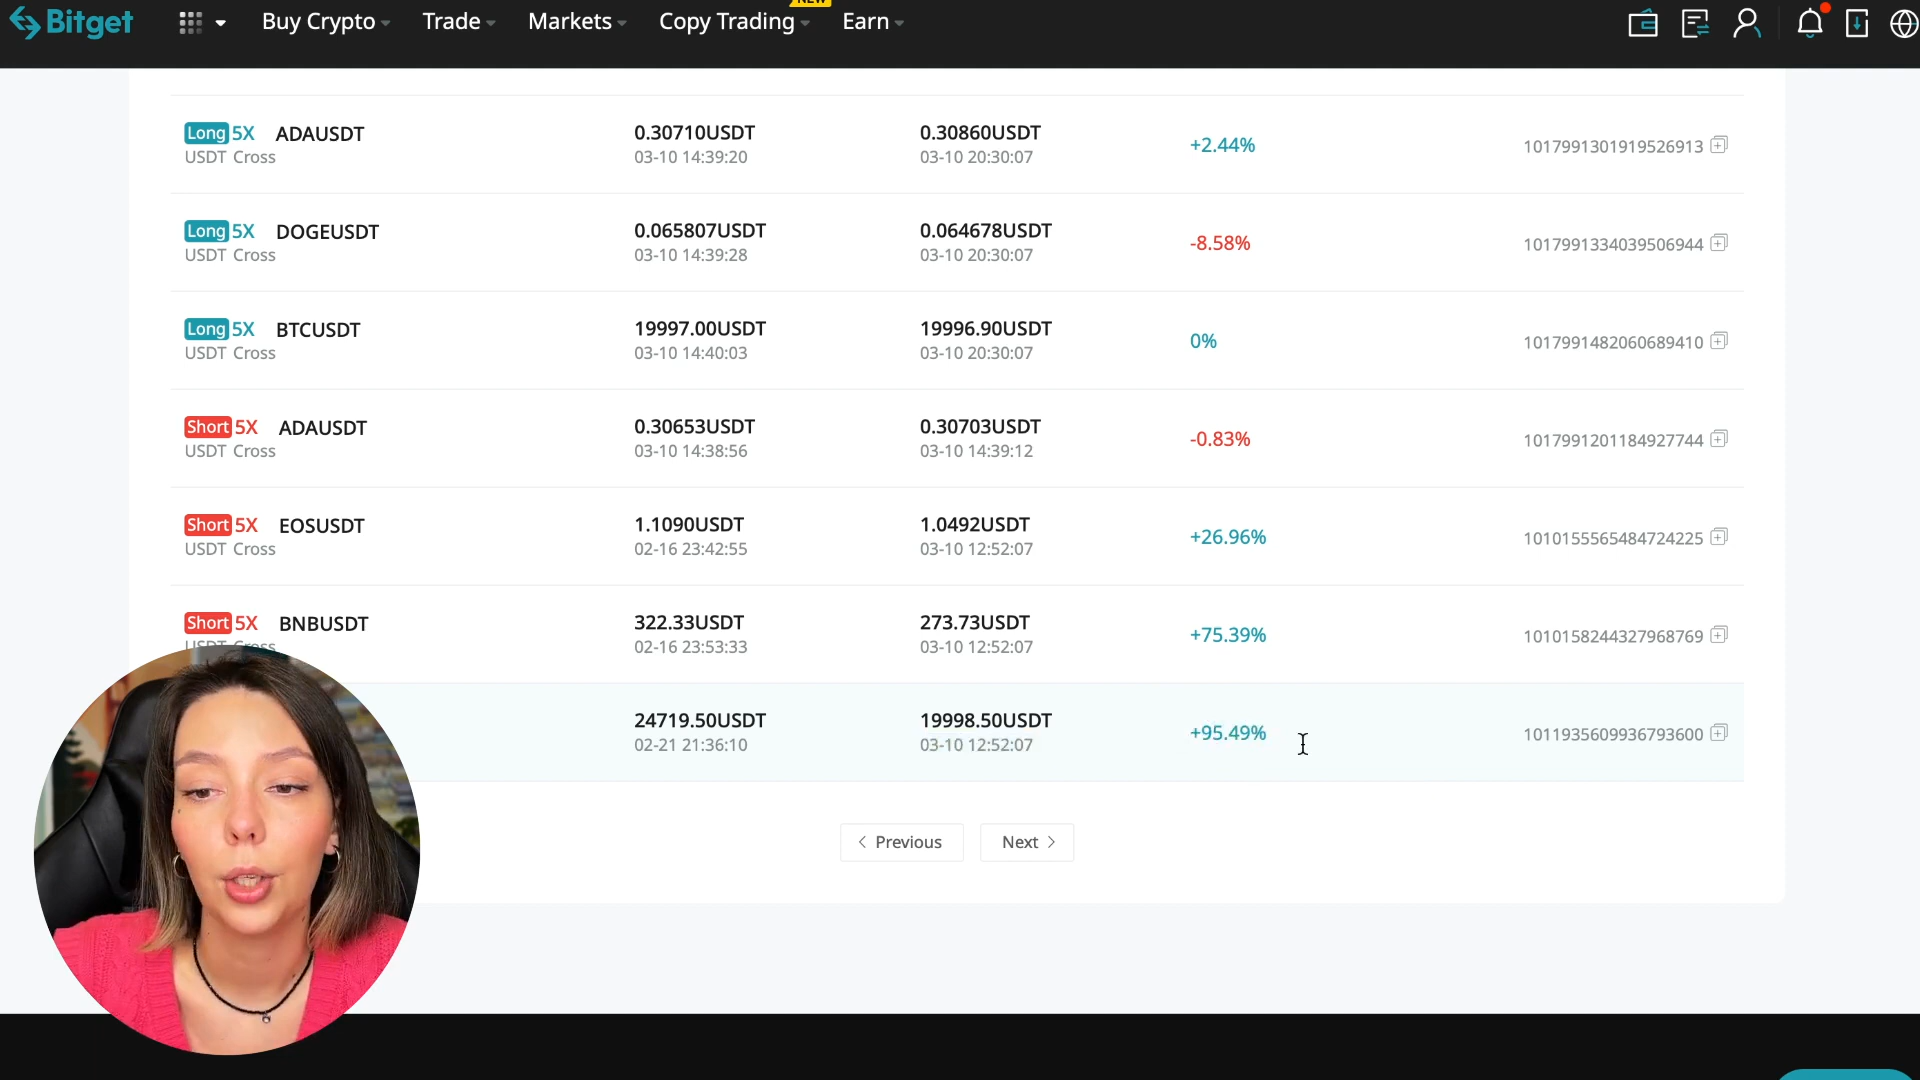 Bitget Buy Crypto Trade Markets Copy Trading NEW Earn
Long 5X ADAUSDT 0.30710USDT 0.30860USDT +2.44% 1017991301919526913
USDT Cross 03-10 14:39:20 03-10 20:30:07
Long 5X DOGEUSDT 0.065807USDT 0.064678USDT -8.58% 1017991334039506944
USDT Cross 03-10 14:39:28 03-10 20:30:07
Long 5X BTCUSDT 19997.00USDT 19996.90USDT 0% 1017991482060689410
USDT Cross 03-10 14:40:03 03-10 20:30:07
Short 5X ADAUSDT 0.30653USDT 0.30703USDT -0.83% 1017991201184927744
USDT Cross 03-10 14:38:56 03-10 14:39:12
Short 5X EOSUSDT 1.1090USDT 1.0492USDT +26.96% 1010155565484724225
USDT Cross 02-16 23:42:55 03-10 12:52:07
Short 5X BNBUSDT 322.33USDT 273.73USDT +75.39% 1010158244327968769
USDT Cross 02-16 23:53:33 03-10 12:52:07
24719.50USDT 19998.50USDT +95.49% 1011935609936793600
02-21 21:36:10 03-10 12:52:07
Previous Next